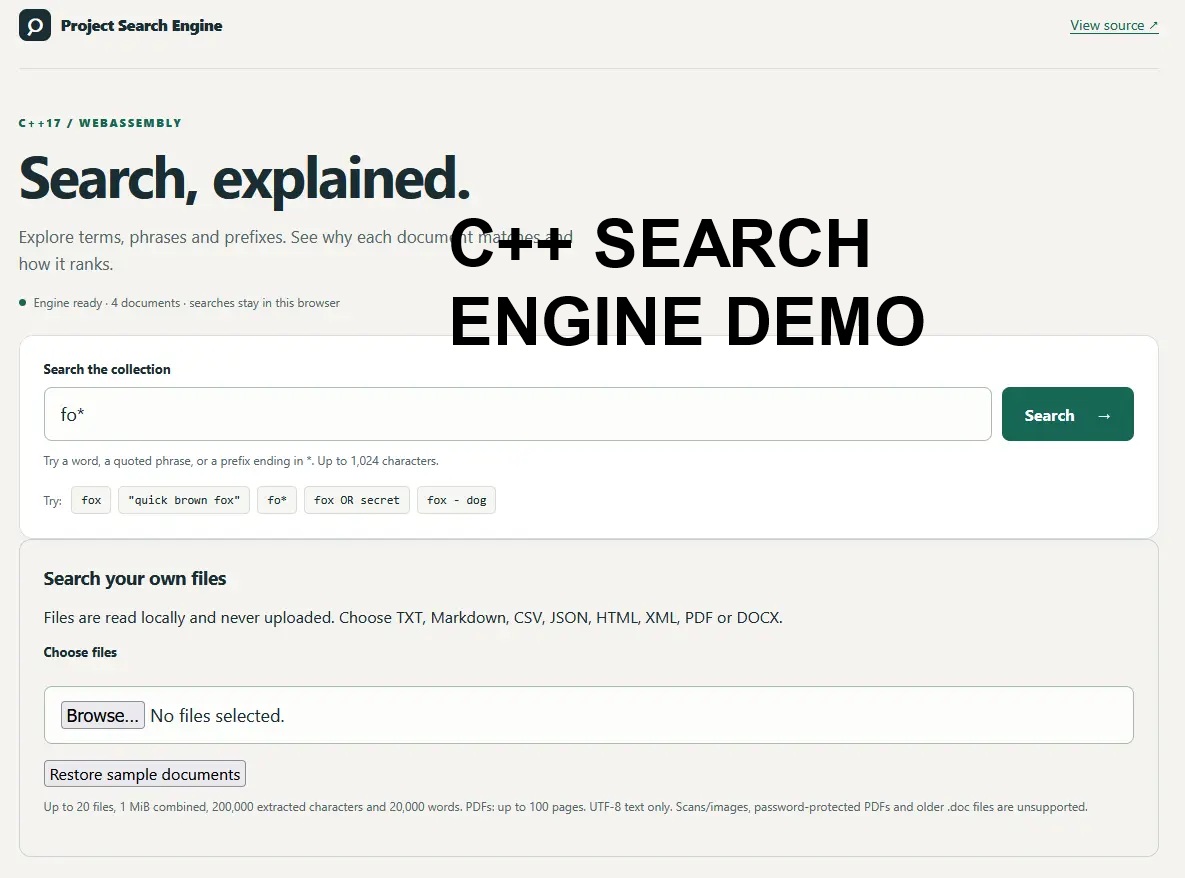 Project Search Engine
View source ↗
C++17 / WEBASSEMBLY
Search, explained.
Explore terms, phrases and prefixes. See why each document matches and
how it ranks.
C++ SEARCH
ENGINE DEMO
Engine ready · 4 documents · searches stay in this browser
Search the collection
fo*
Search →
Try a word, a quoted phrase, or a prefix ending in *. Up to 1,024 characters.
Try: fox "quick brown fox" fo* fox OR secret fox - dog
Search your own files
Files are read locally and never uploaded. Choose TXT, Markdown, CSV, JSON, HTML, XML, PDF or DOCX.
Choose files
Browse... No files selected.
Restore sample documents
Up to 20 files, 1 MiB combined, 200,000 extracted characters and 20,000 words. PDFs: up to 100 pages. UTF-8 text only. Scans/images, password-protected PDFs and older .doc files are unsupported.